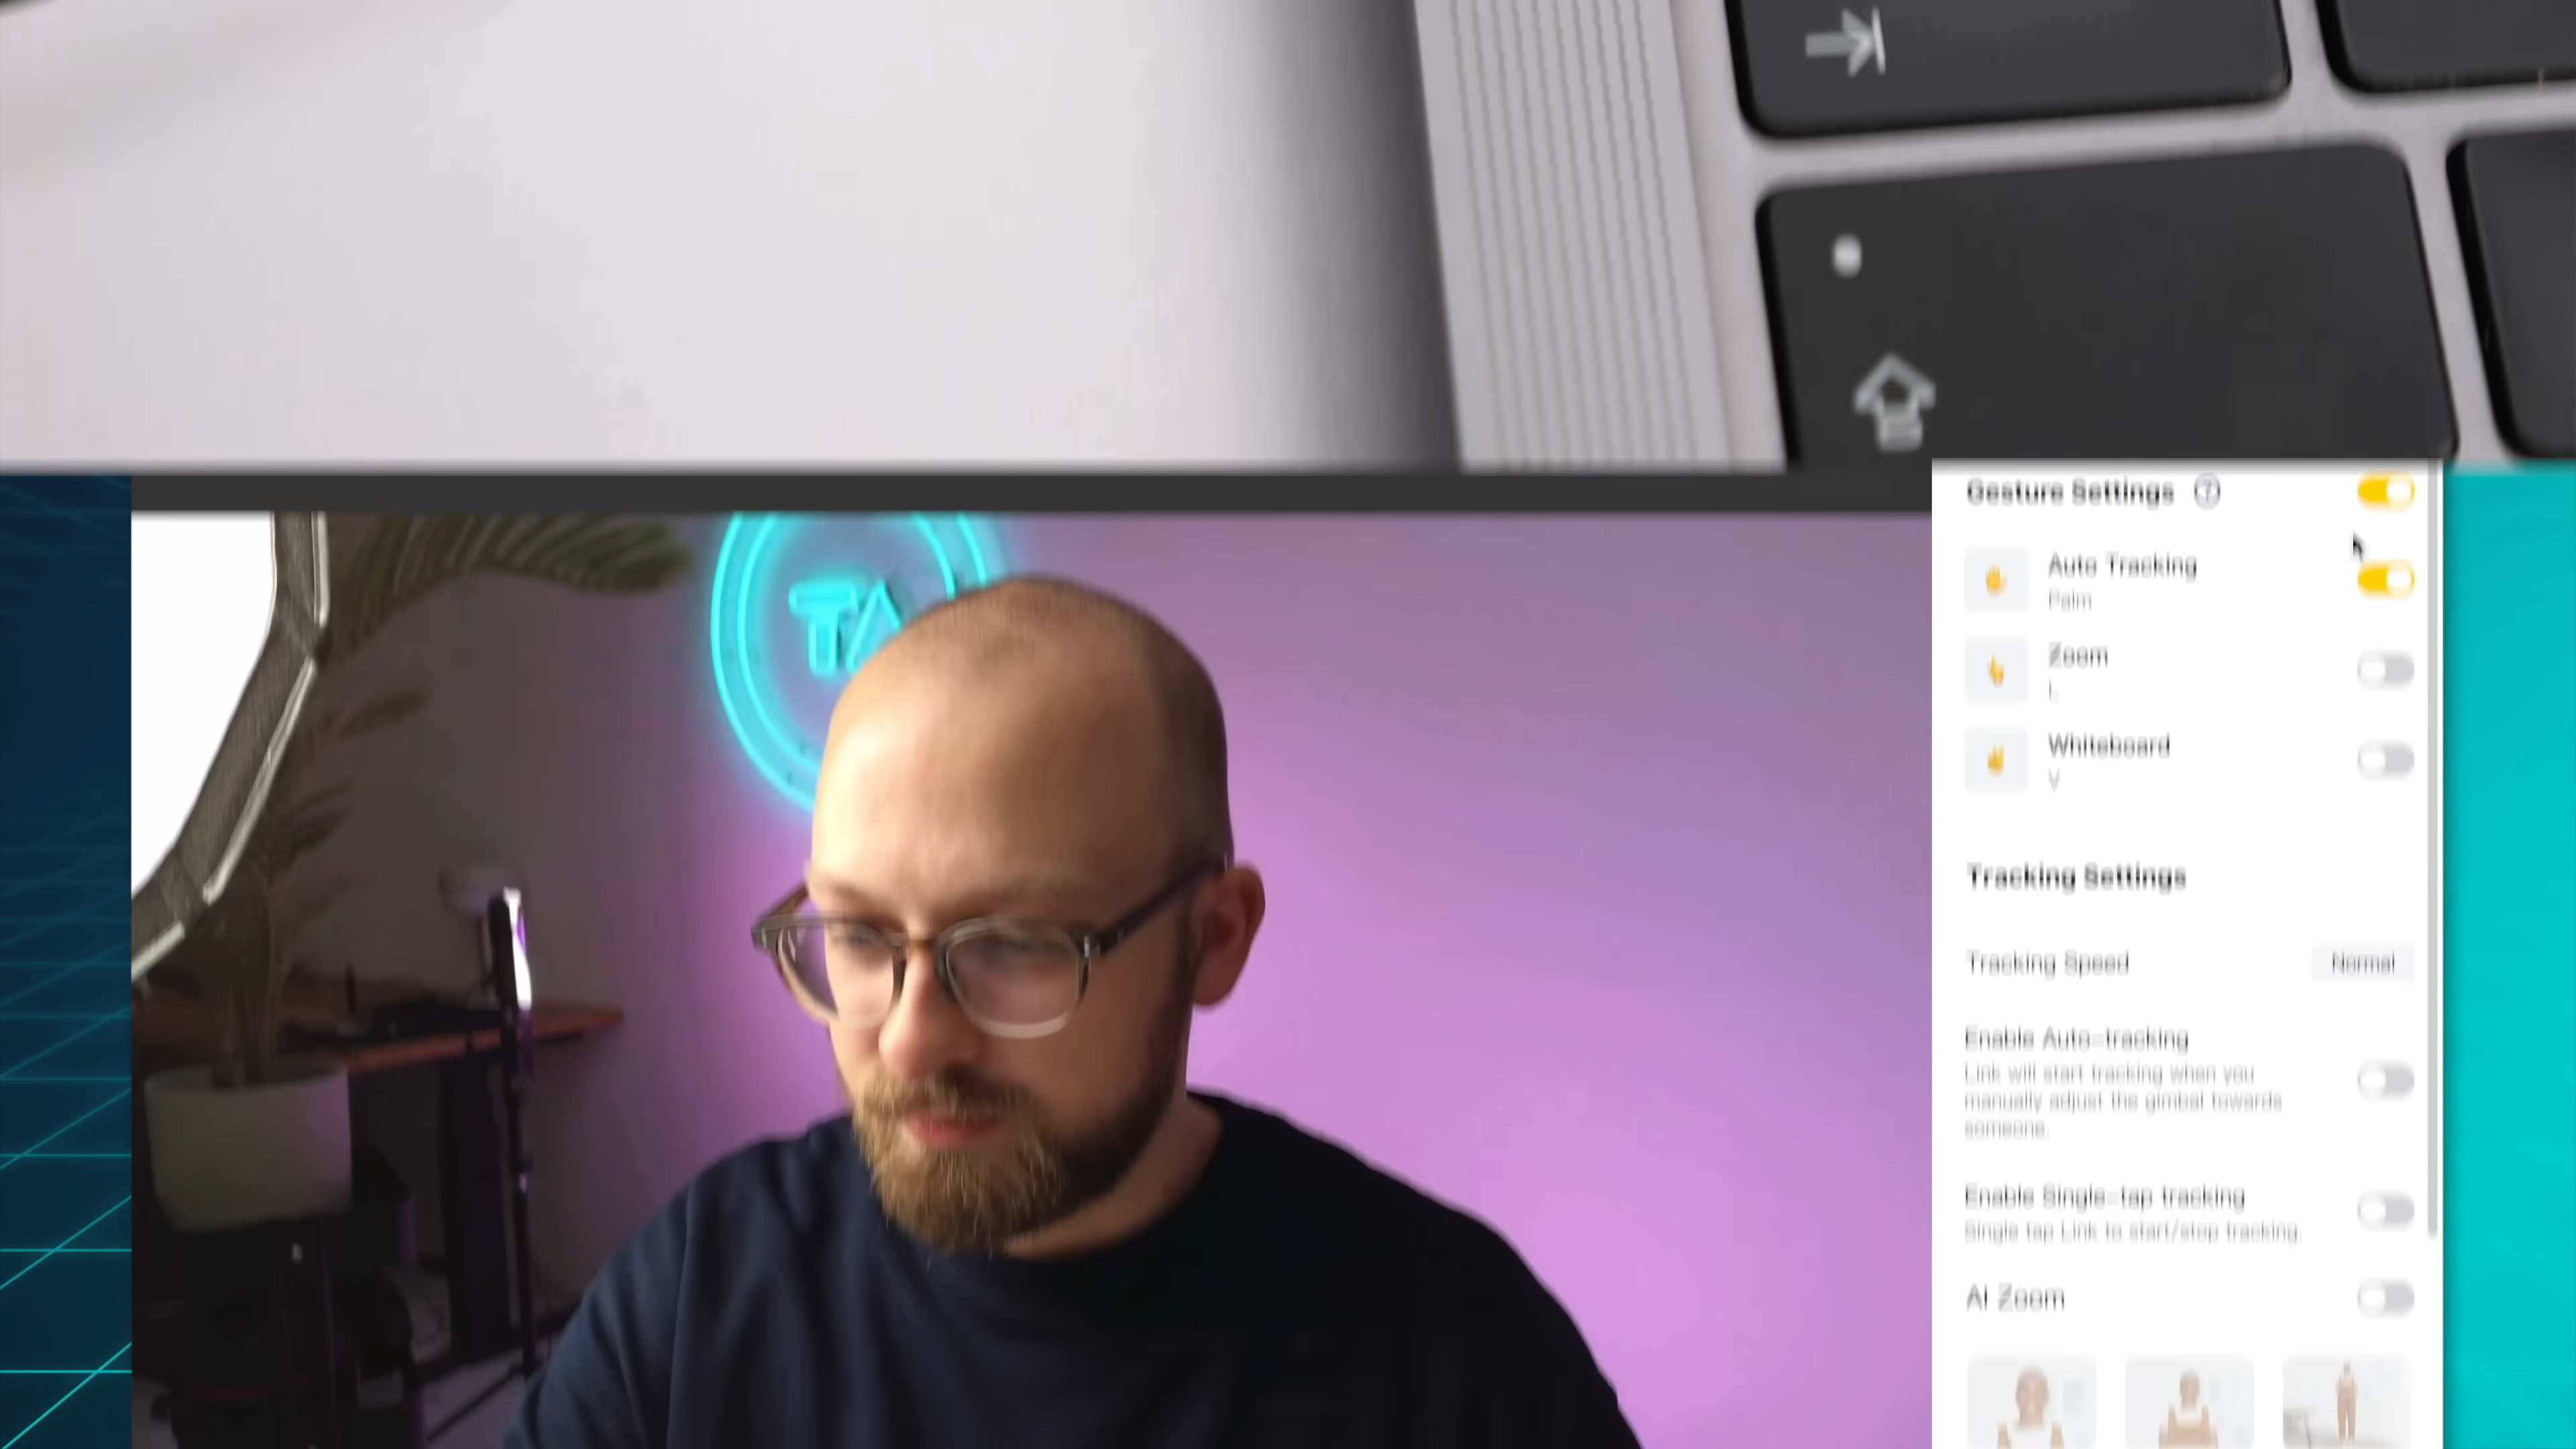 Gesture Settings ?
Auto Tracking
Palm
Zoom
L
Whiteboard
V
Tracking Settings
Tracking Speed Normal
Enable Auto-tracking
Link will start tracking when you
manually adjust the gimbal towards
someone.
Enable Single-tap tracking
Single tap Link to start/stop tracking.
AI Zoom
TA